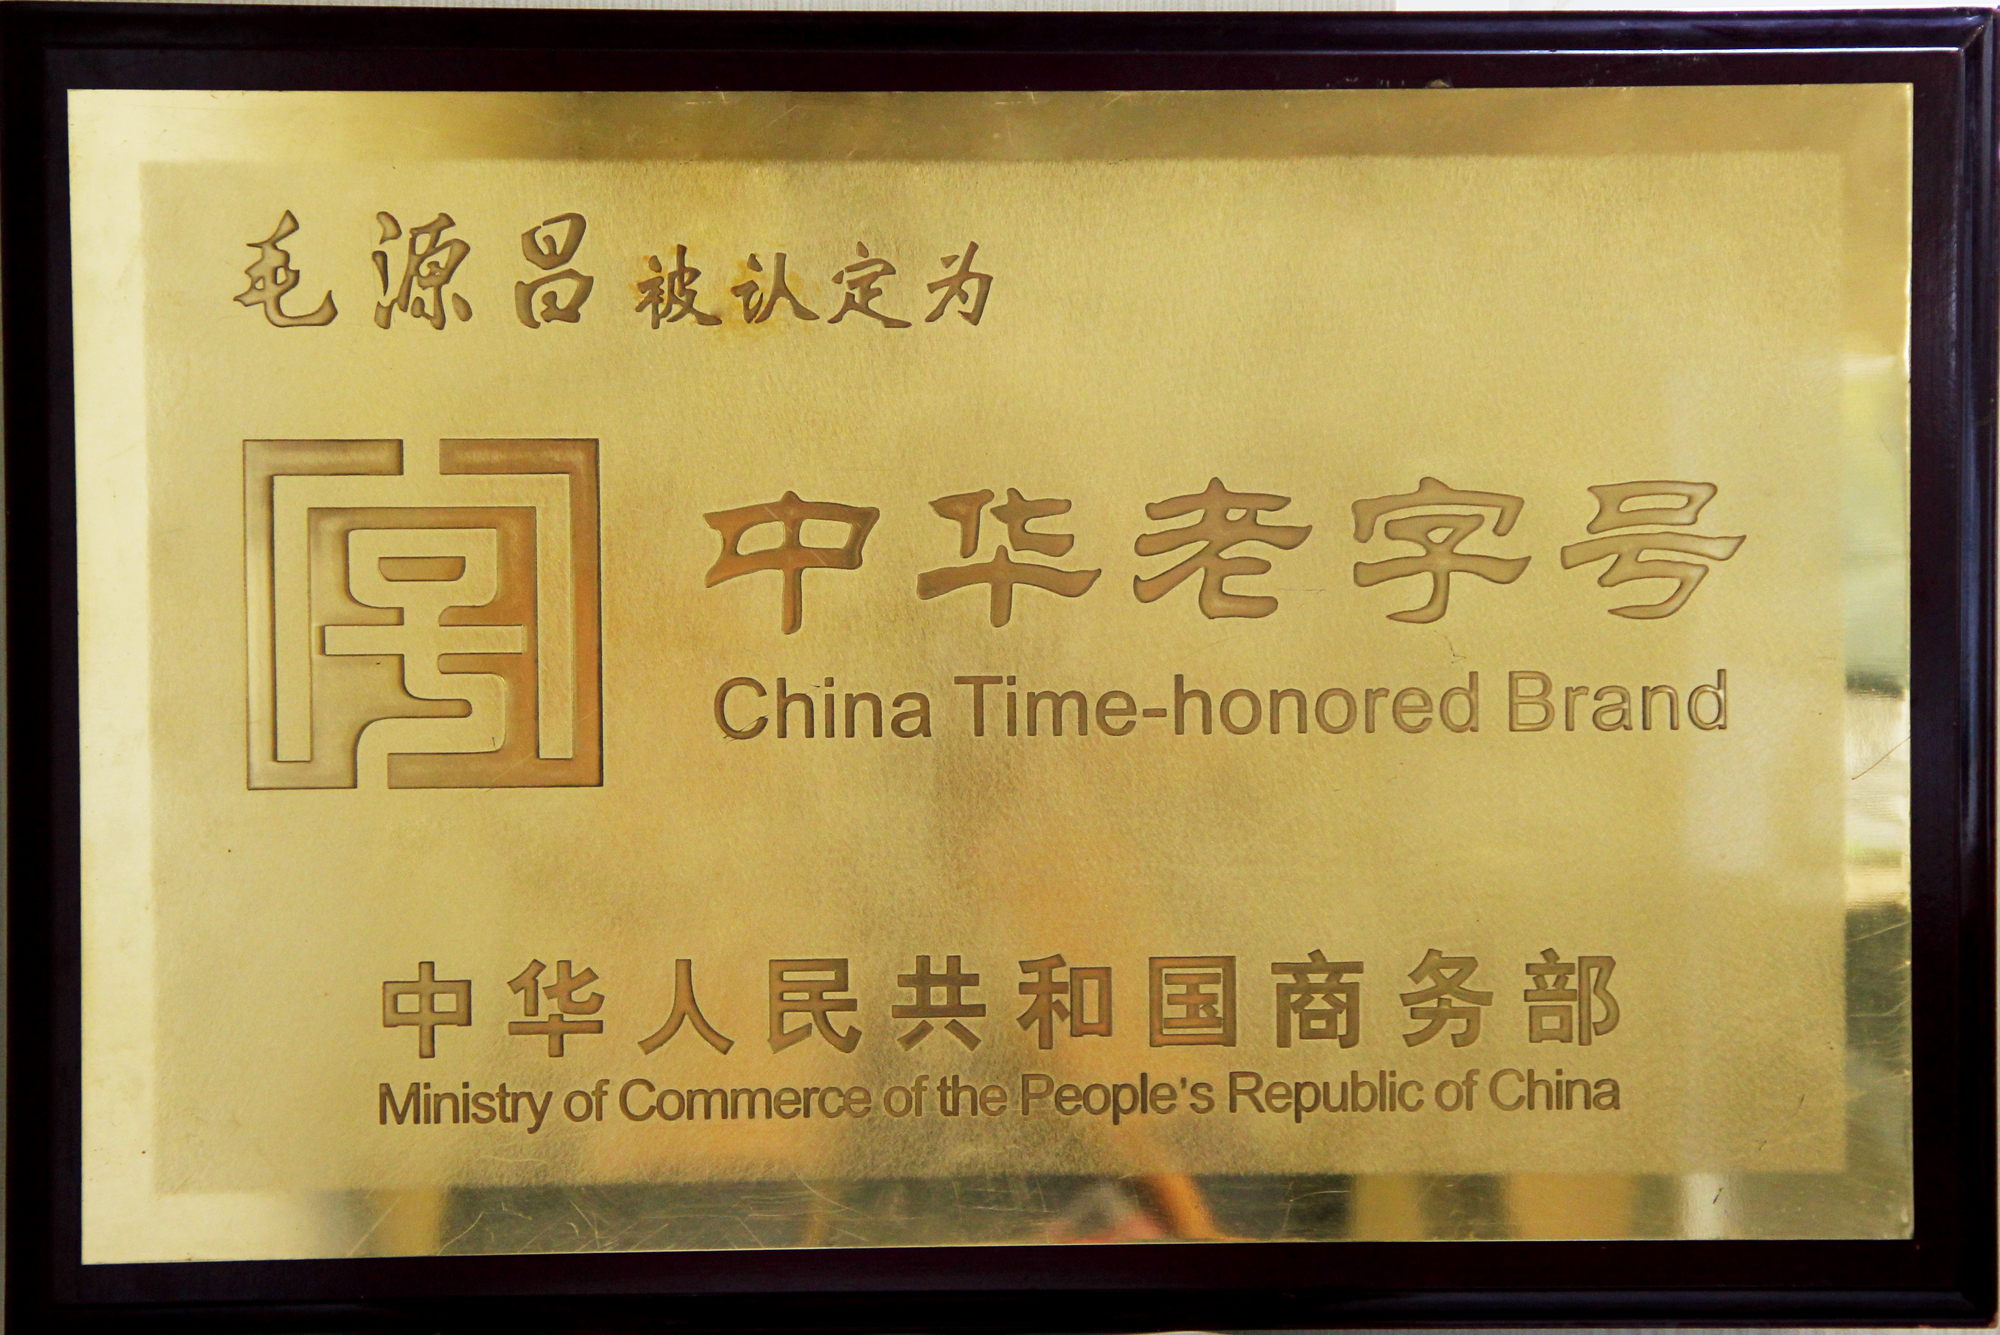 毛源昌被认定为
中华老字号
China Time-honored Brand
中华人民共和国商务部
Ministry of Commerce of the People's Republic of China